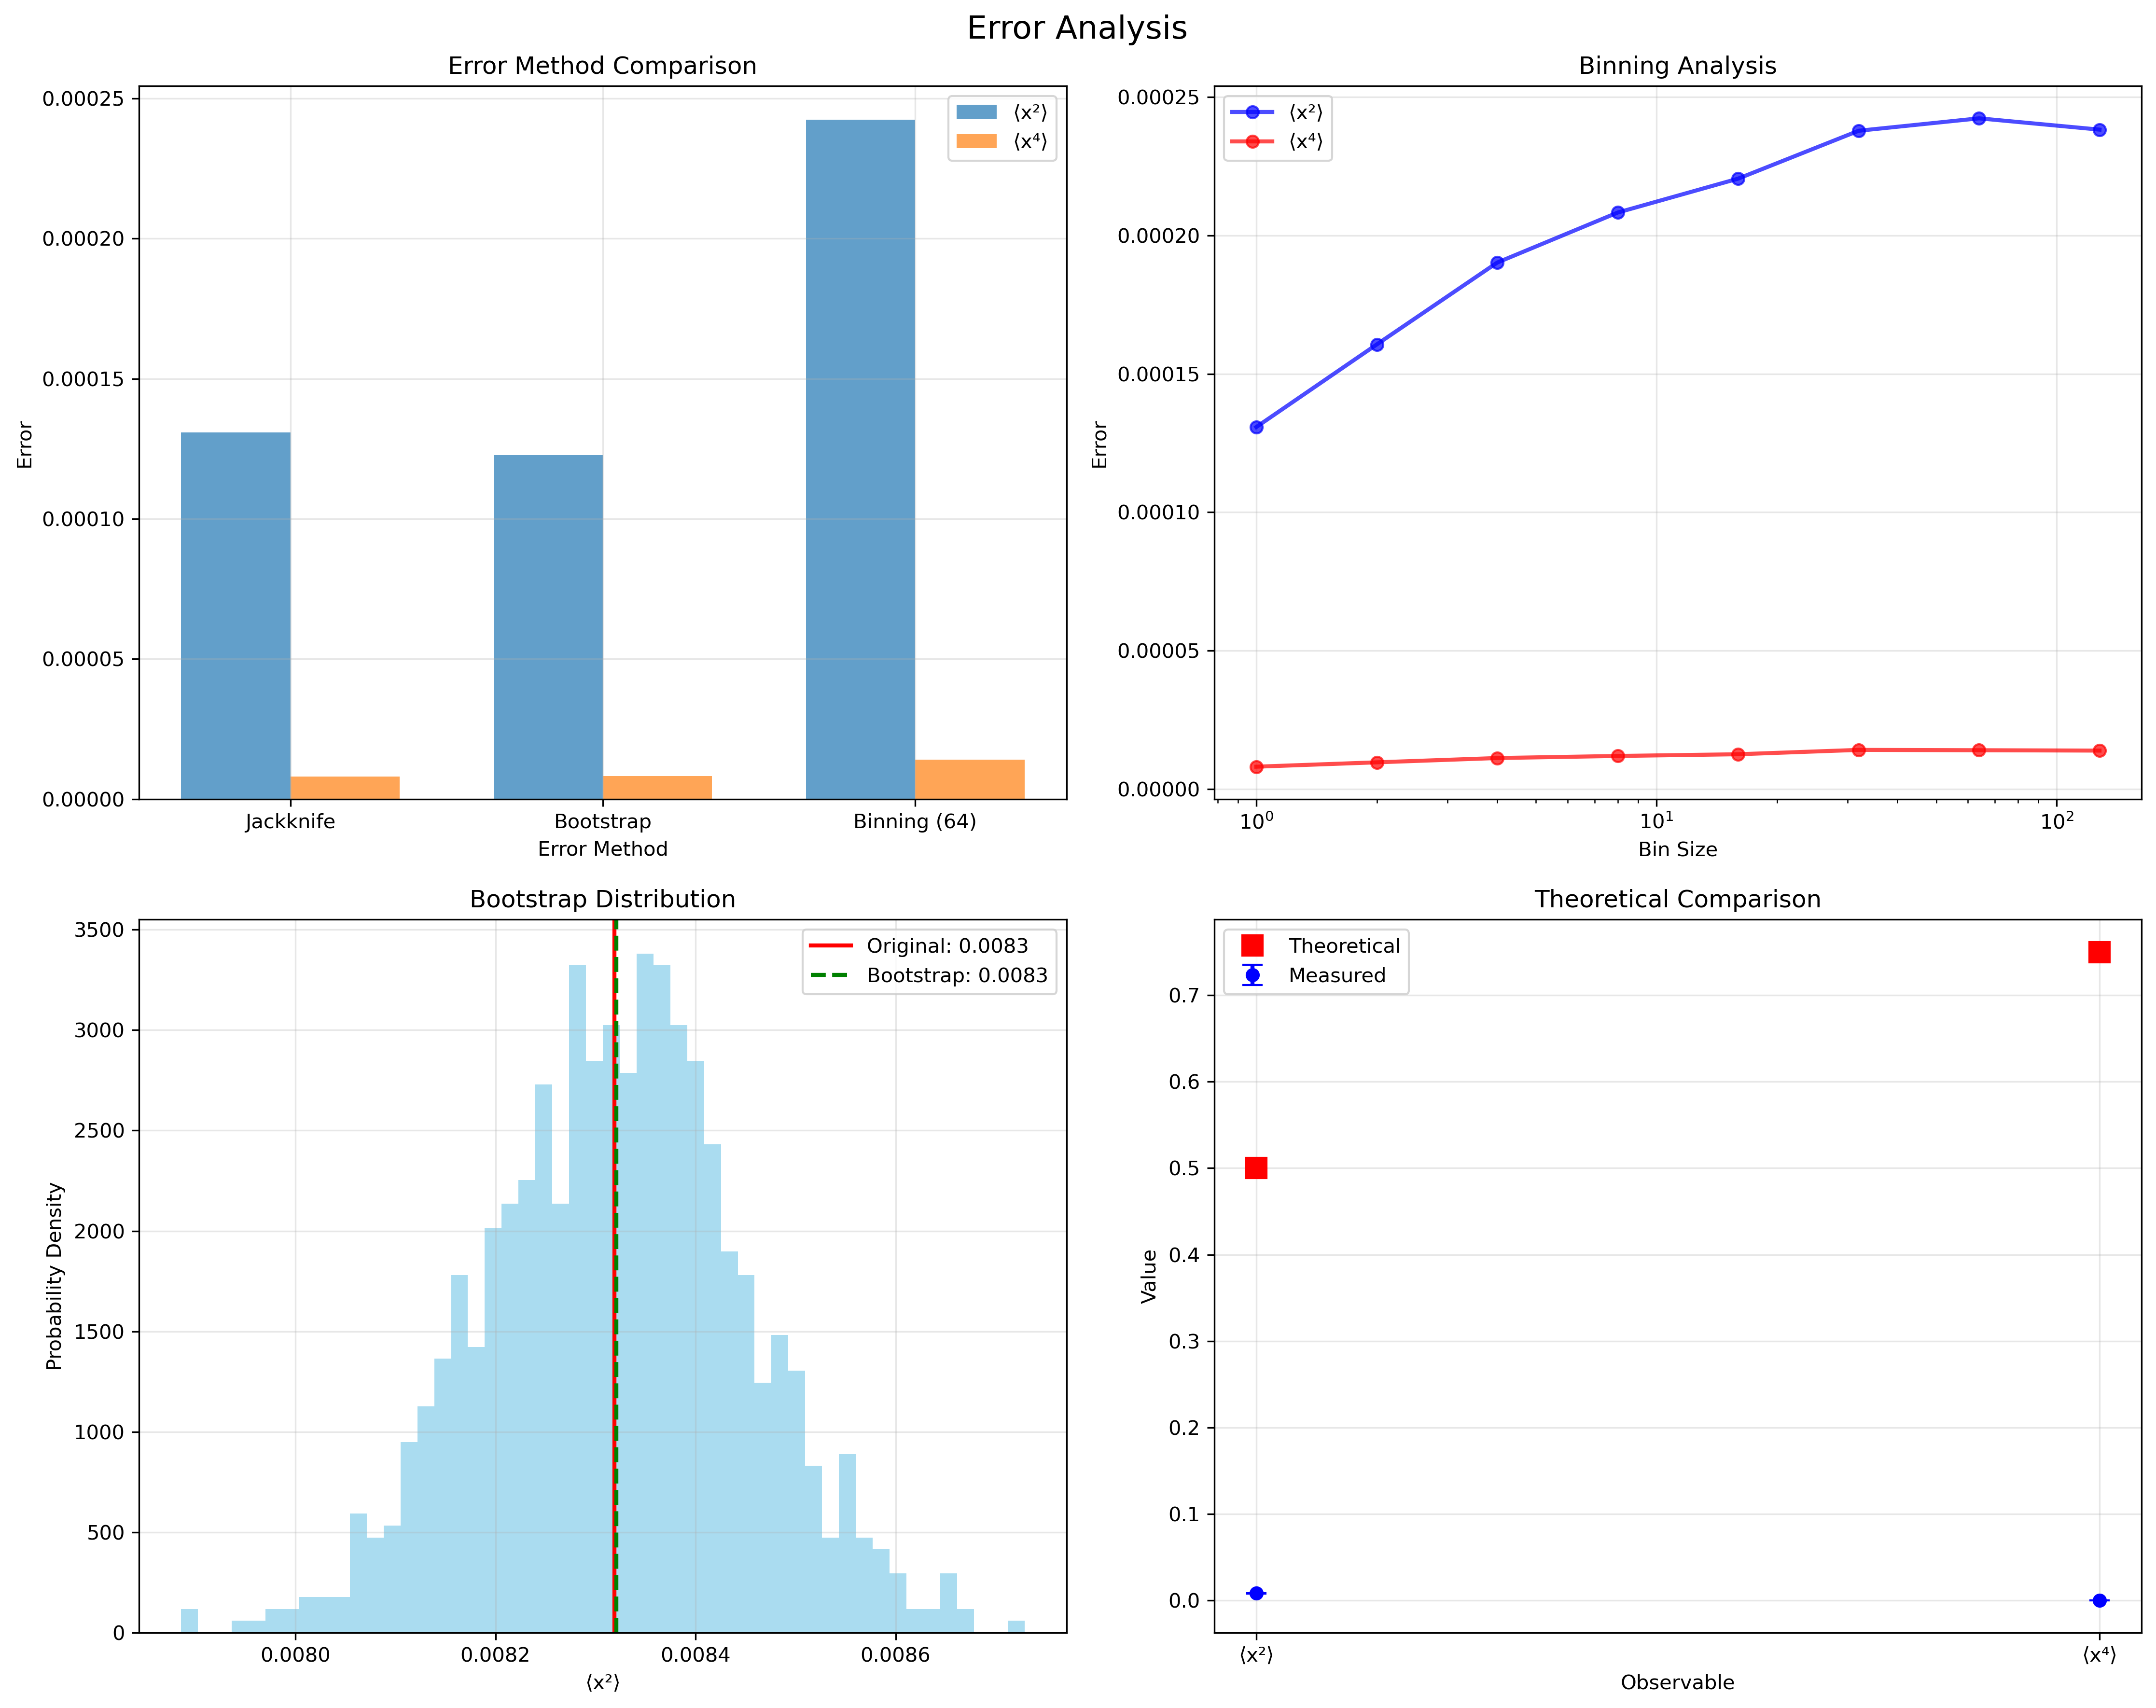 Error Analysis
Error Method Comparison
0.00025
0.00020
0.00015
0.00010
0.00005
0.00000
Error
⟨x²⟩
⟨x⁴⟩
Jackknife
Bootstrap
Binning (64)
Error Method
Binning Analysis
0.00025
0.00020
0.00015
0.00010
0.00005
0.00000
Error
⟨x²⟩
⟨x⁴⟩
10⁰
10¹
10²
Bin Size
Bootstrap Distribution
3500
3000
2500
2000
1500
1000
500
0
Probability Density
Original: 0.0083
Bootstrap: 0.0083
0.0080
0.0082
0.0084
0.0086
⟨x²⟩
Theoretical Comparison
0.7
0.6
0.5
0.4
0.3
0.2
0.1
0.0
Value
Theoretical
Measured
⟨x²⟩
⟨x⁴⟩
Observable